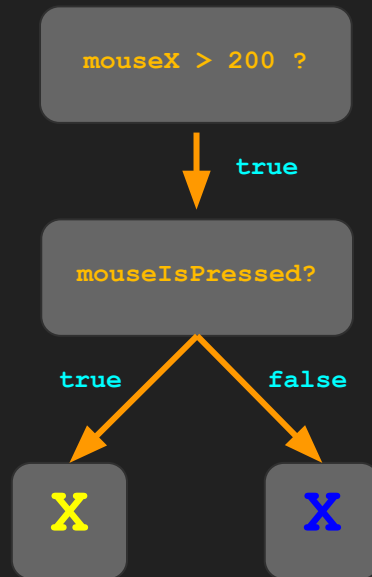 mouseX > 200 ?
true
mouseIsPressed?
true false
X X